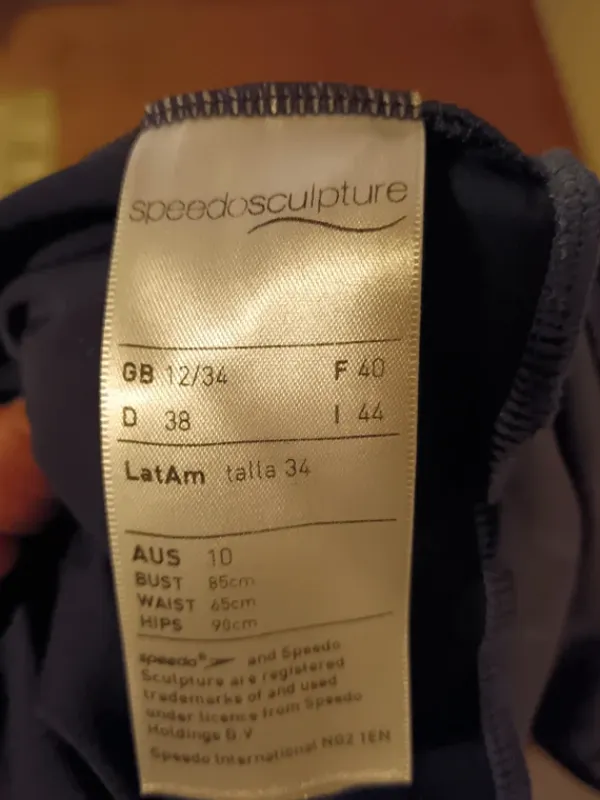 speedosculpture
GB 12/34 F 40
D 38 I 44
LatAm talla 34
AUS 10
BUST 85cm
WAIST 65cm
HIPS 90cm
speedo® and Speedo
Sculpture are registered
trademarks of and used
under licence from Speedo
Holdings B.V
Speedo International NG2 1EN